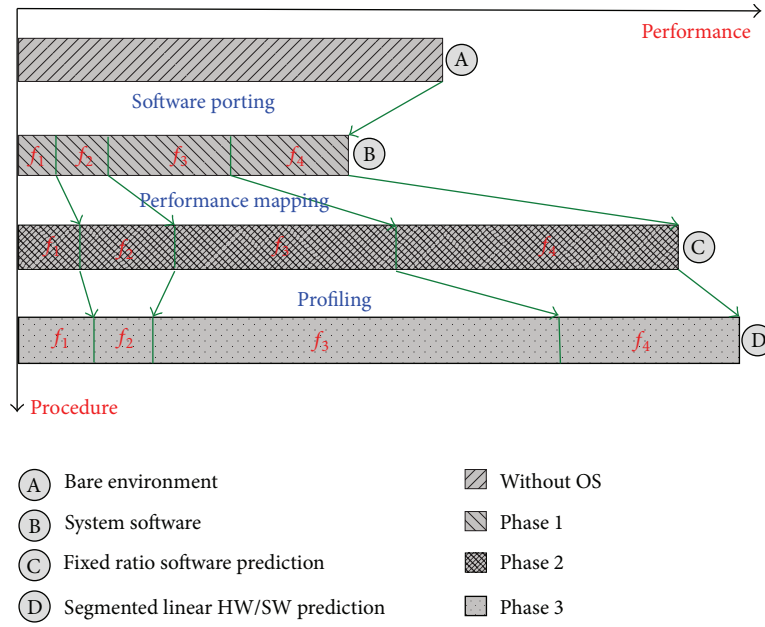 Performance
A
Software porting
f1 f2 f3 f4 B
Performance mapping
f1 f2 f3 f4 C
Profiling
f1 f2 f3 f4 D
Procedure
A Bare environment
B System software
C Fixed ratio software prediction
D Segmented linear HW/SW prediction
Without OS
Phase 1
Phase 2
Phase 3